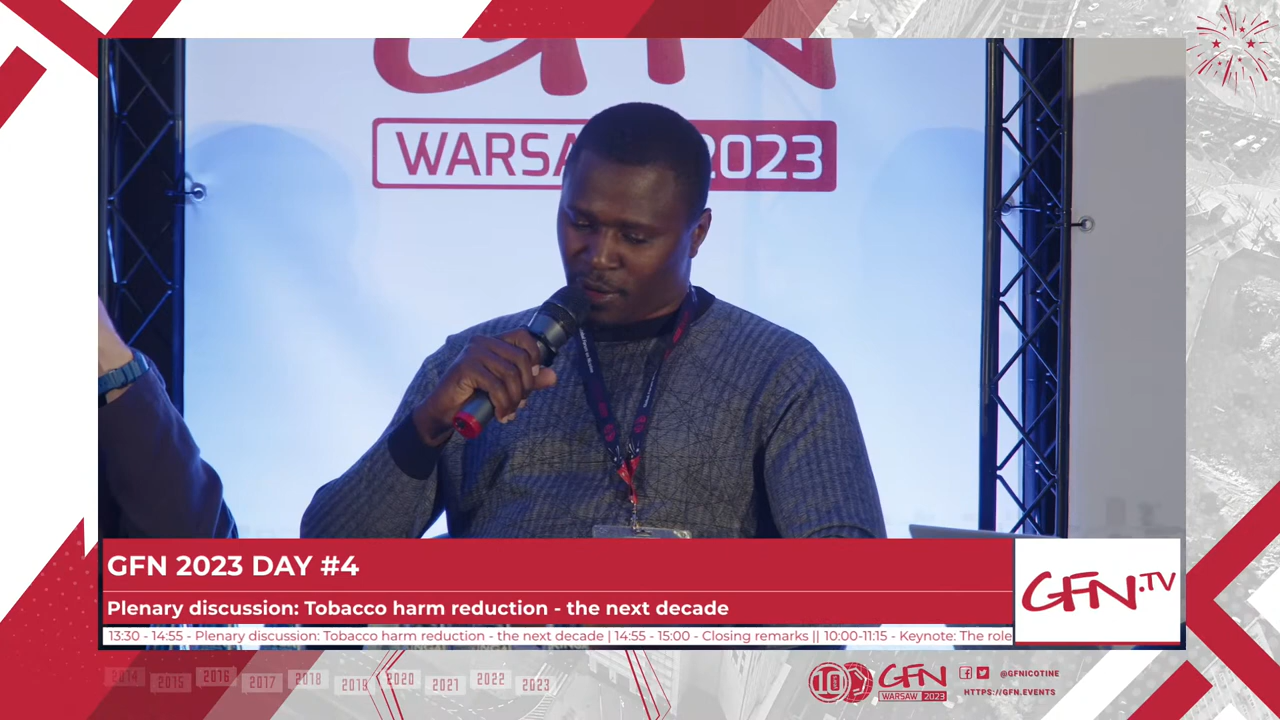 GFN
WARSA 2023
GFN 2023 DAY #4
Plenary discussion: Tobacco harm reduction - the next decade
GFN.TV
13:30 - 14:55 - Plenary discussion: Tobacco harm reduction - the next decade | 14:55 - 15:00 - Closing remarks || 10:00-11:15 - Keynote: The role
2014 2015 2016 2017 2018 2019 2020 2021 2022 2023
10 GFN
WARSAW 2023
@GFNICOTINE
HTTPS://GFN.EVENTS